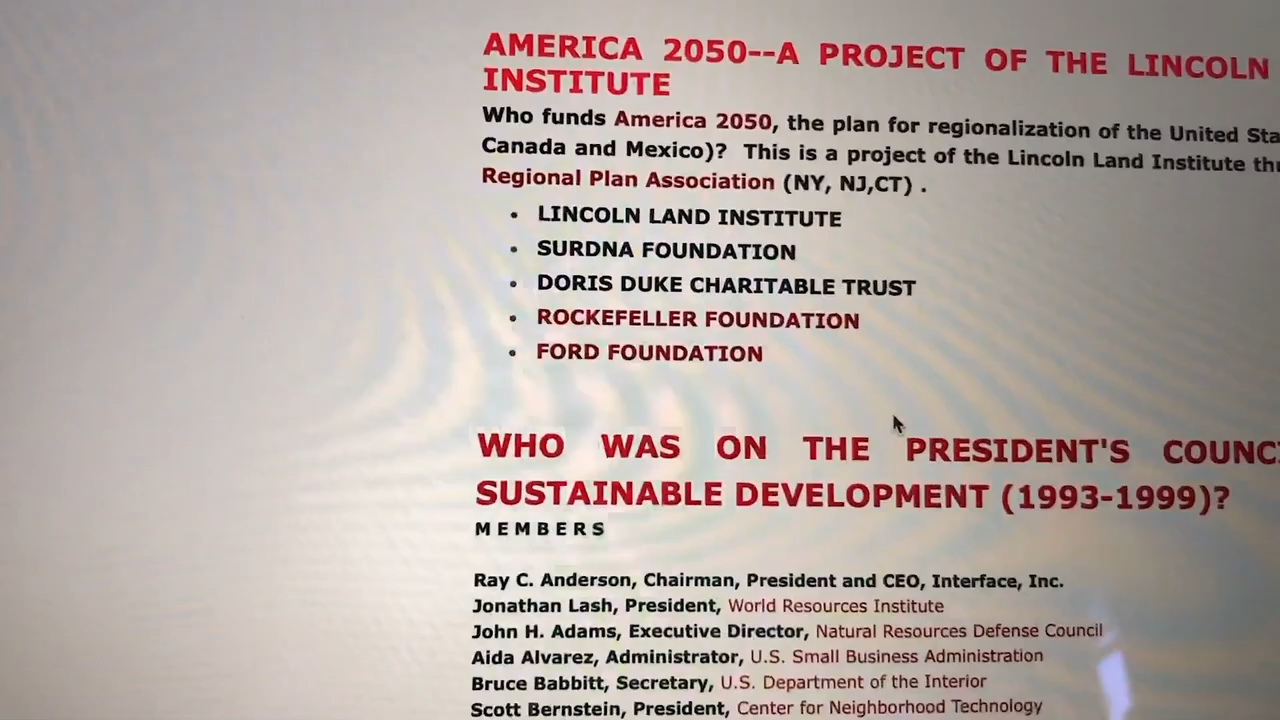 AMERICA 2050--A PROJECT OF THE LINCOLN
INSTITUTE
Who funds America 2050, the plan for regionalization of the United
Canada and Mexico)? This is a project of the Lincoln Land Institute
Regional Plan Association (NY, NJ,CT) .
• LINCOLN LAND INSTITUTE
• SURDNA FOUNDATION
• DORIS DUKE CHARITABLE TRUST
• ROCKEFELLER FOUNDATION
• FORD FOUNDATION
WHO WAS ON THE PRESIDENT'S
SUSTAINABLE DEVELOPMENT (1993-1999)?
MEMBERS
Ray C. Anderson, Chairman, President and CEO, Interface, Inc.
Jonathan Lash, President, World Resources Institute
John H. Adams, Executive Director, Natural Resources Defense Council
Aida Alvarez, Administrator, U.S. Small Business Administration
Bruce Babbitt, Secretary, U.S. Department of the Interior
Scott Bernstein, President, Center for Neighborhood Technology